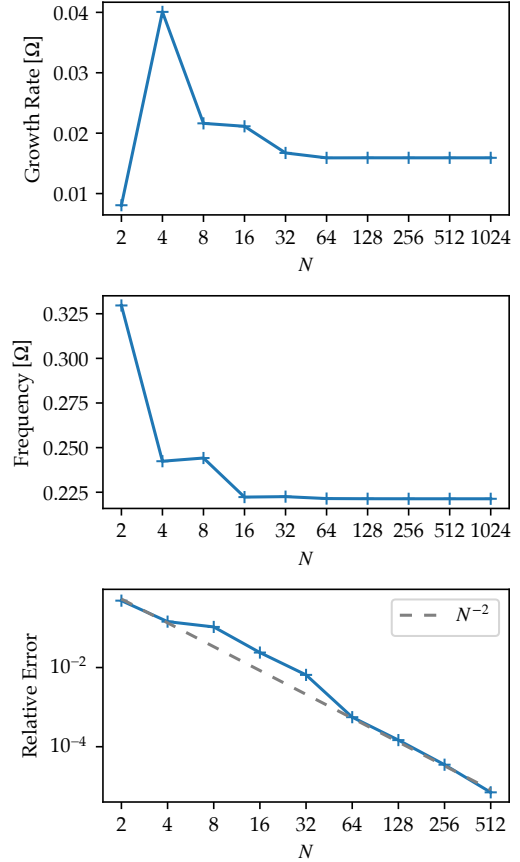 Growth Rate [Ω]
0.04
0.03
0.02
0.01
2 4 8 16 32 64 128 256 512 1024
N
Frequency [Ω]
0.325
0.300
0.275
0.250
0.225
2 4 8 16 32 64 128 256 512 1024
N
Relative Error
N⁻²
10⁻²
10⁻⁴
2 4 8 16 32 64 128 256 512
N